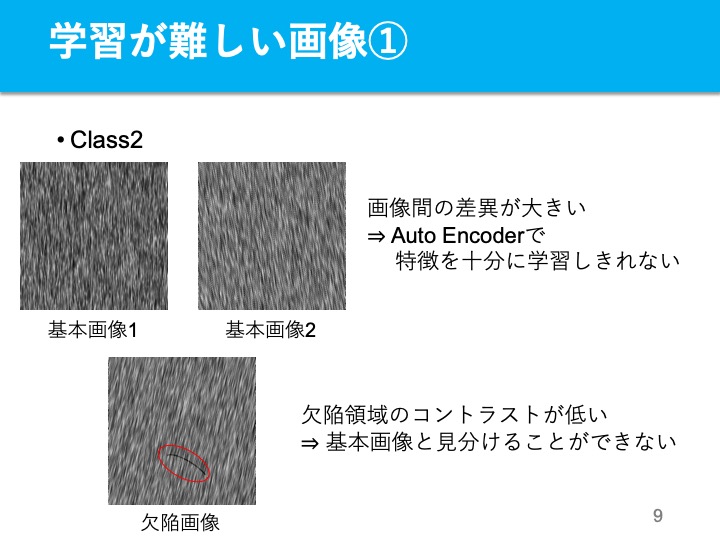 学習が難しい画像①
• Class2
画像間の差異が大きい
⇒ Auto Encoderで
特徴を十分に学習しきれない
基本画像1
基本画像2
欠陥領域のコントラストが低い
⇒ 基本画像と見分けることができない
欠陥画像
9